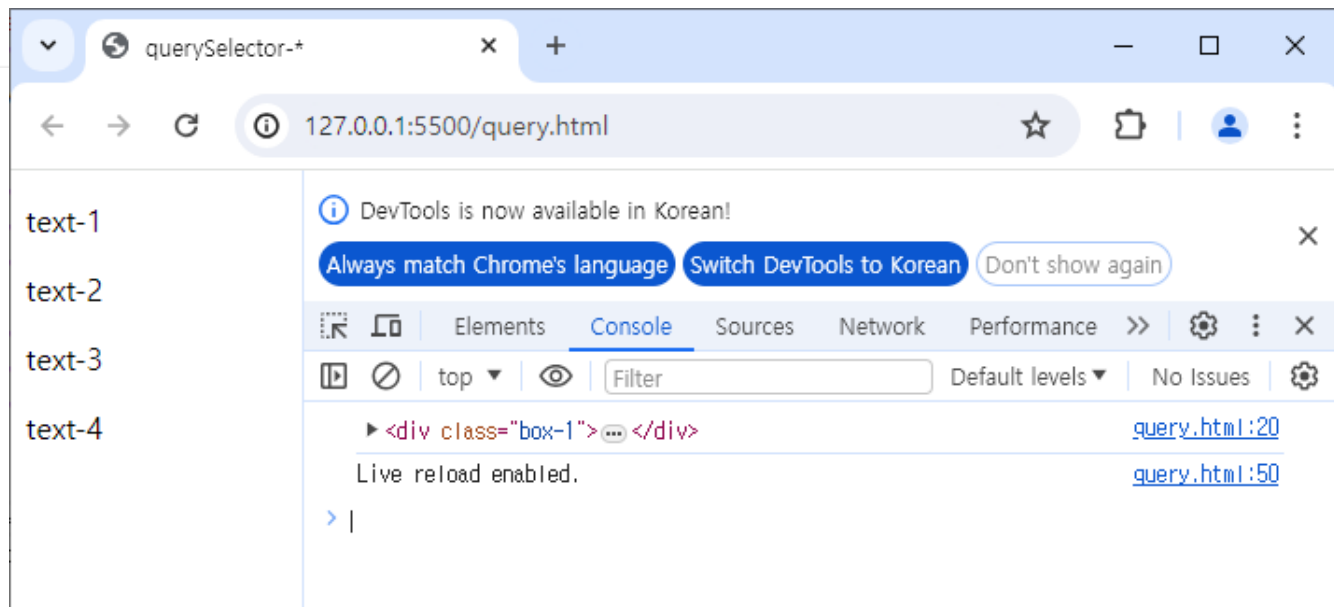 querySelector-*
127.0.0.1:5500/query.html
text-1
text-2
text-3
text-4
DevTools is now available in Korean!
Always match Chrome's language Switch DevTools to Korean Don't show again
Elements Console Sources Network Performance
top Filter Default levels No Issues
<div class="box-1">…</div> query.html:20
Live reload enabled. query.html:50